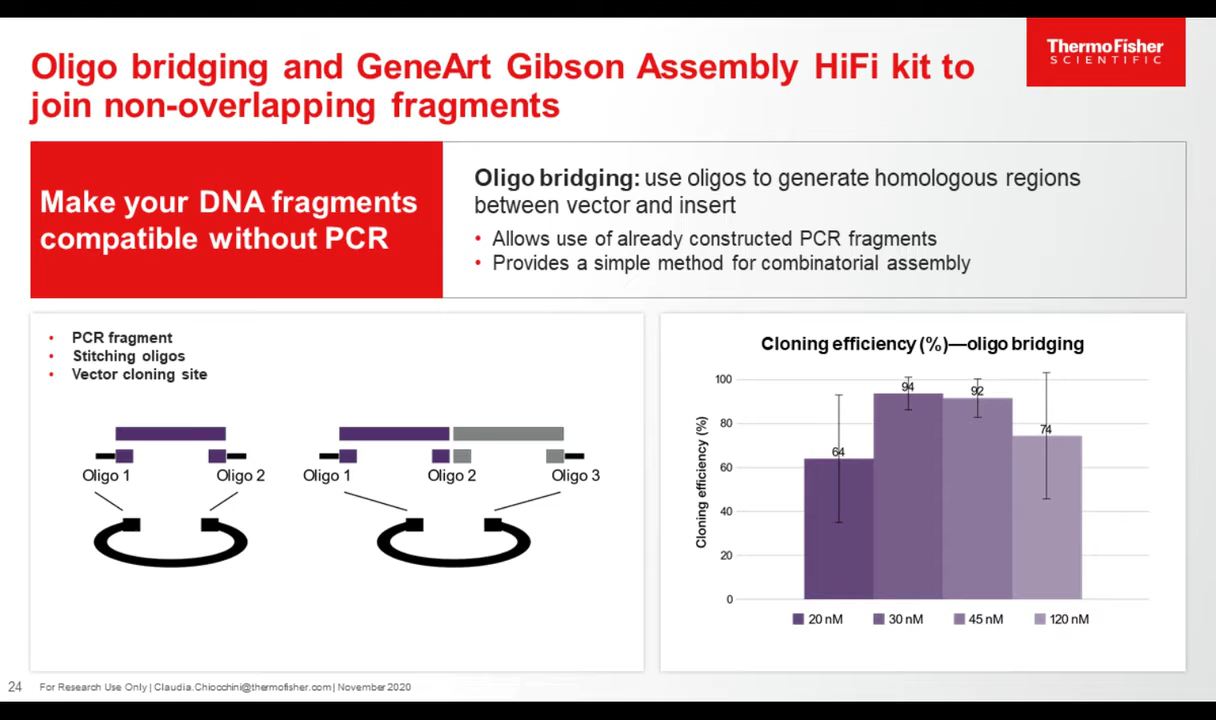 Oligo bridging and GeneArt Gibson Assembly HiFi kit to
join non-overlapping fragments
ThermoFisher
SCIENTIFIC
Make your DNA fragments
compatible without PCR
Oligo bridging: use oligos to generate homologous regions
between vector and insert
• Allows use of already constructed PCR fragments
• Provides a simple method for combinatorial assembly
• PCR fragment
• Stitching oligos
• Vector cloning site
Oligo 1 Oligo 2 Oligo 1 Oligo 2 Oligo 3
Cloning efficiency (%)—oligo bridging
Cloning efficiency (%)
100
80
60
40
20
0
64
94
92
74
20 nM 30 nM 45 nM 120 nM
24 For Research Use Only | Claudia.Chiocchini@thermofisher.com | November 2020